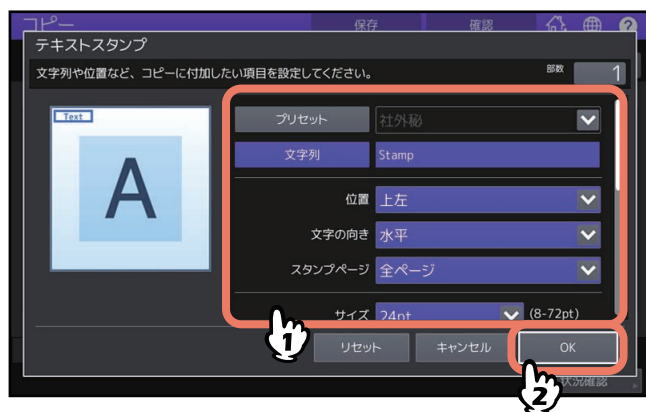 コピー 保存 確認 ?
テキストスタンプ
文字列や位置など、コピーに付加したい項目を設定してください。 部数 1
Text
A
プリセット 社外秘
文字列 Stamp
位置 上左
文字の向き 水平
スタンプページ 全ページ
サイズ 24pt (8-72pt)
1
リセット キャンセル OK
状況確認
2